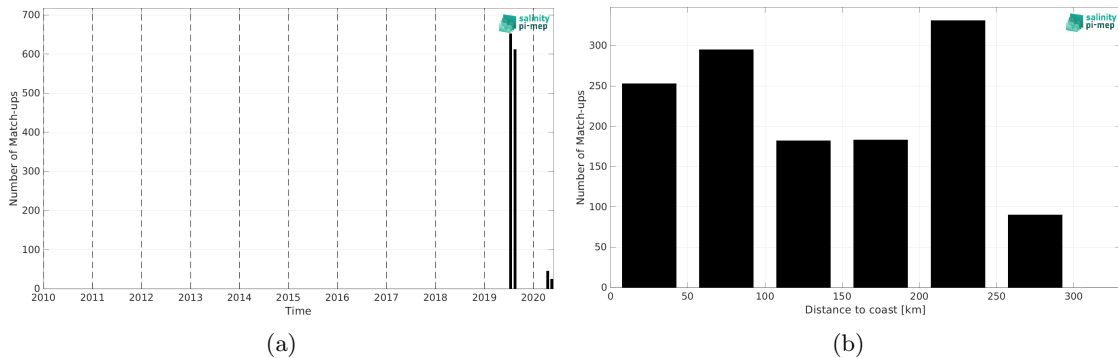 salinity
pi-mep
700
600
500
400
300
200
100
0
Number of Match-ups
2010 2011 2012 2013 2014 2015 2016 2017 2018 2019 2020
Time
(a)
salinity
pi-mep
300
250
200
150
100
50
0
Number of Match-ups
0 50 100 150 200 250 300
Distance to coast [km]
(b)